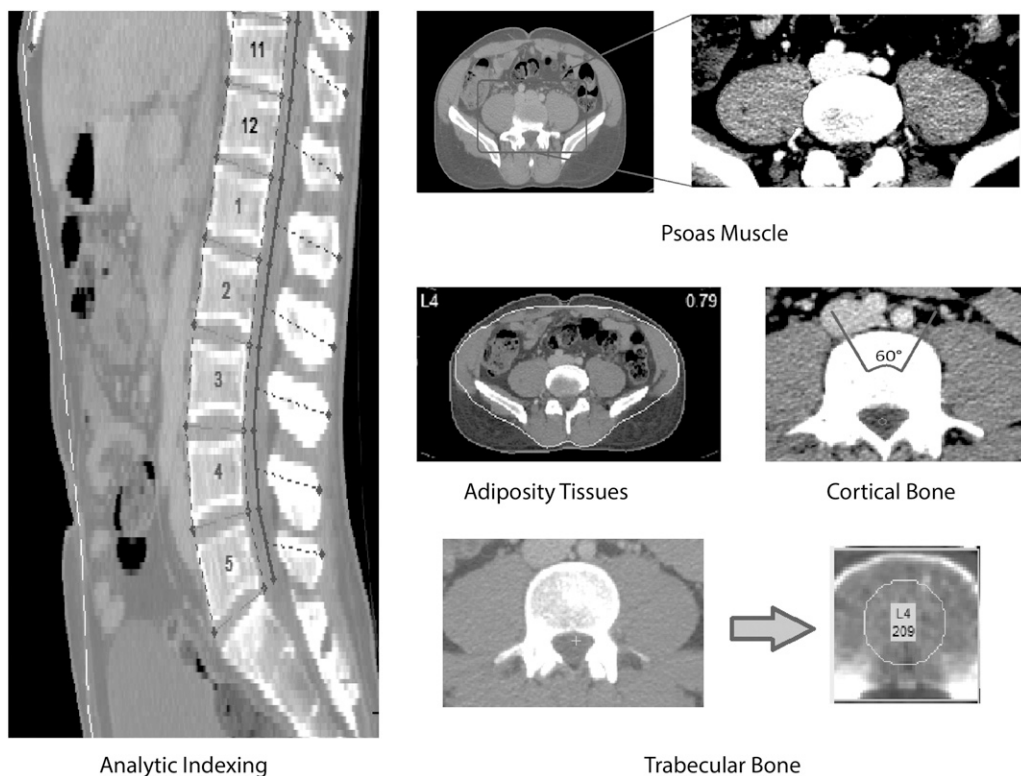 11
12
1
2
3
4
5
Analytic Indexing
Psoas Muscle
L4 0.79
Adiposity Tissues
60°
Cortical Bone
L4
209
Trabecular Bone